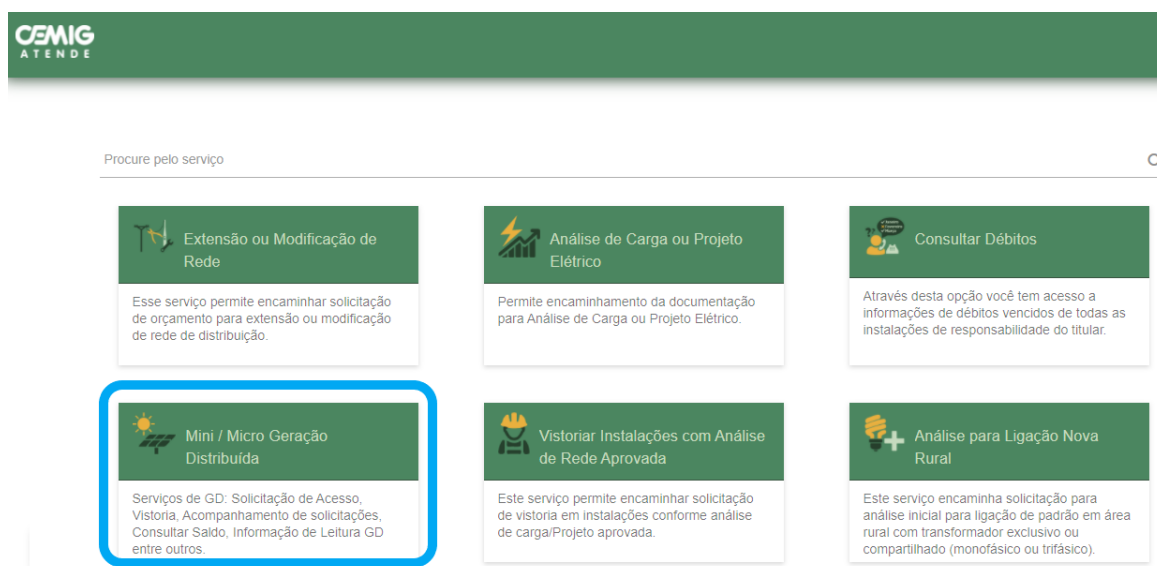 CEMIG
ATENDE
Procure pelo serviço
Extensão ou Modificação de
Rede
Esse serviço permite encaminhar solicitação
de orçamento para extensão ou modificação
de rede de distribuição.
Análise de Carga ou Projeto
Elétrico
Permite encaminhamento da documentação
para Análise de Carga ou Projeto Elétrico.
Consultar Débitos
Através desta opção você tem acesso a
informações de débitos vencidos de todas as
instalações de responsabilidade do titular.
Mini / Micro Geração
Distribuída
Serviços de GD: Solicitação de Acesso,
Vistoria, Acompanhamento de solicitações,
Consultar Saldo, Informação de Leitura GD
entre outros.
Vistoriar Instalações com Análise
de Rede Aprovada
Este serviço permite encaminhar solicitação
de vistoria em instalações conforme análise
de carga/Projeto aprovada.
Análise para Ligação Nova
Rural
Este serviço encaminha solicitação para
análise inicial para ligação de padrão em área
rural com transformador exclusivo ou
compartilhado (monofásico ou trifásico).